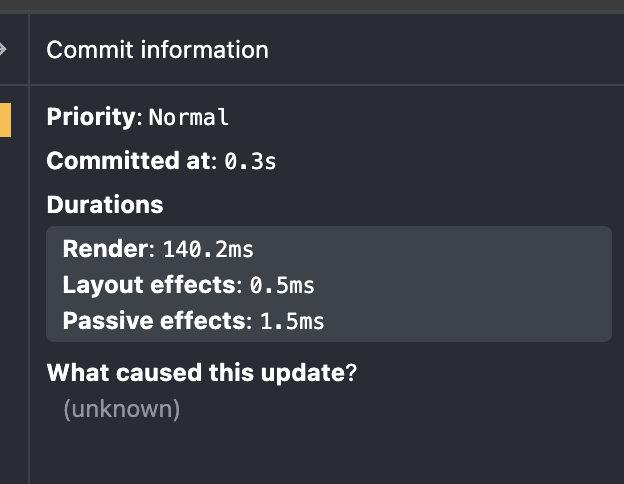 Commit information
Priority: Normal
Committed at: 0.3s
Durations
Render: 140.2ms
Layout effects: 0.5ms
Passive effects: 1.5ms
What caused this update?
(unknown)